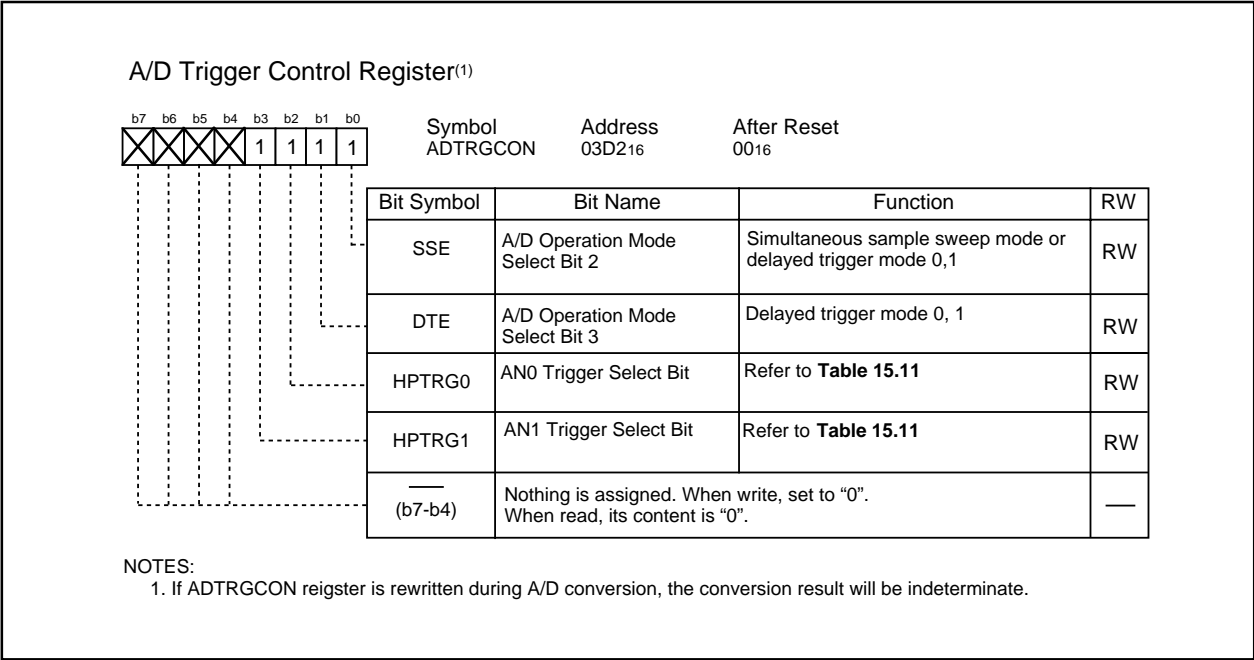 A/D Trigger Control Register(1)
b7 b6 b5 b4 b3 b2 b1 b0
1 1 1 1
Symbol Address After Reset
ADTRGCON 03D216 0016
Bit Symbol Bit Name Function RW
SSE A/D Operation Mode Select Bit 2 Simultaneous sample sweep mode or delayed trigger mode 0,1 RW
DTE A/D Operation Mode Select Bit 3 Delayed trigger mode 0, 1 RW
HPTRG0 AN0 Trigger Select Bit Refer to Table 15.11 RW
HPTRG1 AN1 Trigger Select Bit Refer to Table 15.11 RW
(b7-b4) Nothing is assigned. When write, set to “0”.
When read, its content is “0”.
NOTES:
1. If ADTRGCON reigster is rewritten during A/D conversion, the conversion result will be indeterminate.